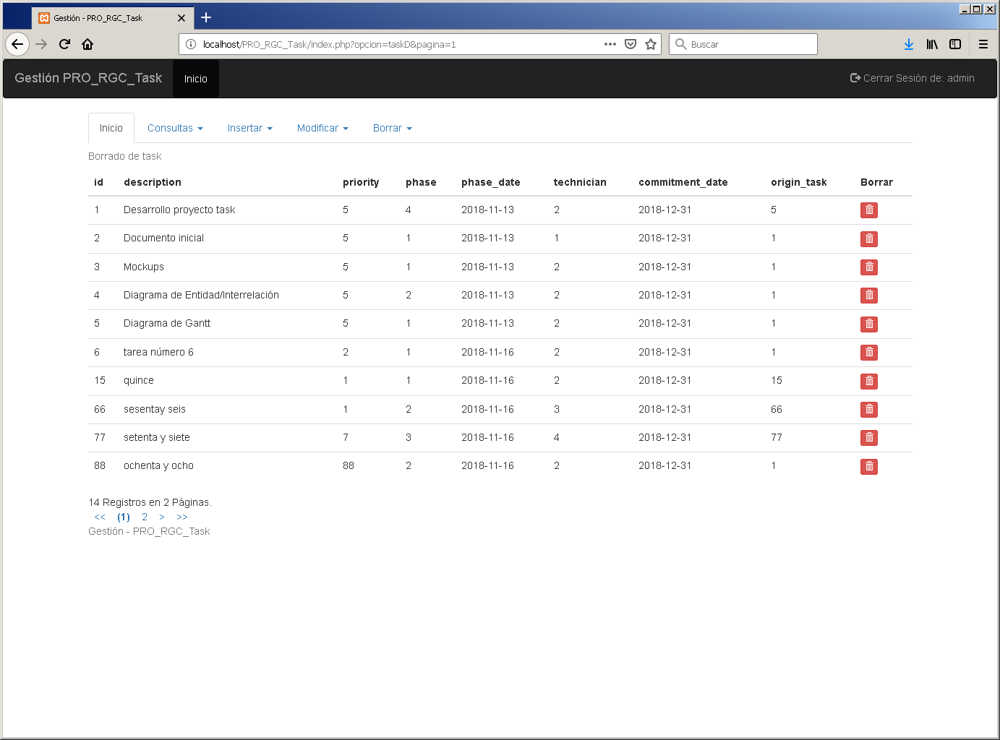 Gestión - PRO_RGC_Task
localhost/PRO_RGC_Task/index.php?opcion=taskD&pagina=1
Buscar
Gestión PRO_RGC_Task Inicio Cerrar Sesión de: admin
Inicio Consultas Insertar Modificar Borrar
Borrado de task
id description priority phase phase_date technician commitment_date origin_task Borrar
1 Desarrollo proyecto task 5 4 2018-11-13 2 2018-12-31 5
2 Documento inicial 5 1 2018-11-13 1 2018-12-31 1
3 Mockups 5 1 2018-11-13 2 2018-12-31 1
4 Diagrama de Entidad/Interrelación 5 2 2018-11-13 2 2018-12-31 1
5 Diagrama de Gantt 5 1 2018-11-13 2 2018-12-31 1
6 tarea número 6 2 1 2018-11-16 2 2018-12-31 1
15 quince 1 1 2018-11-16 2 2018-12-31 15
66 sesentay seis 1 2 2018-11-16 3 2018-12-31 66
77 setenta y siete 7 3 2018-11-16 4 2018-12-31 77
88 ochenta y ocho 88 2 2018-11-16 2 2018-12-31 1
14 Registros en 2 Páginas.
<< (1) 2 > >>
Gestión - PRO_RGC_Task